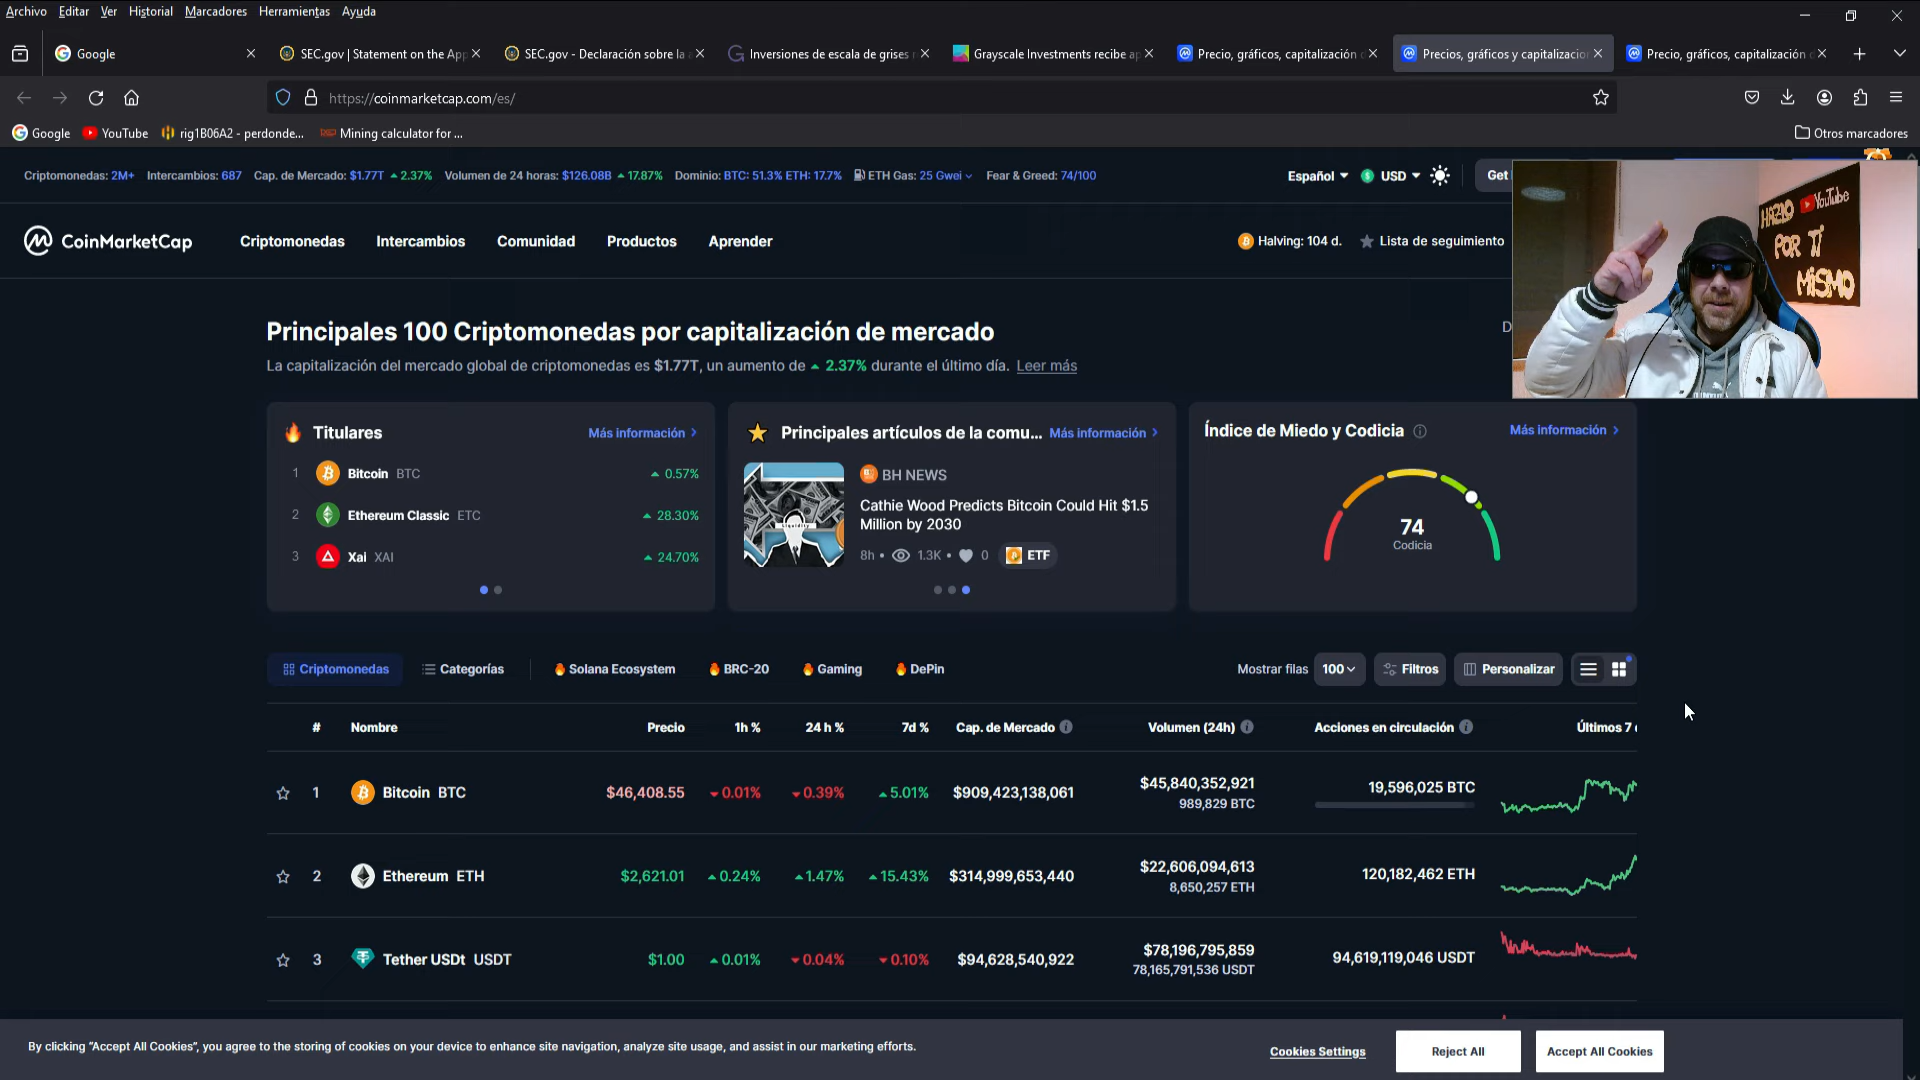 Archivo Editar Ver Historial Marcadores Herramientas Ayuda
Google
SEC.gov | Statement on the App
SEC.gov - Declaración sobre la a
Inversiones de escala de grises r
Grayscale Investments recibe ap
Precio, gráficos, capitalización d
Precios, gráficos y capitalizacion
Precio, gráficos, capitalización d
https://coinmarketcap.com/es/
Google YouTube rig1B06A2 - perdonde... Mining calculator for ... Otros marcadores
Criptomonedas: 2M+ Intercambios: 687 Cap. de Mercado: $1.77T 2.37% Volumen de 24 horas: $126.08B 17.87% Dominio: BTC: 51.3% ETH: 17.7% ETH Gas: 25 Gwei Fear & Greed: 74/100
Español USD Get
CoinMarketCap Criptomonedas Intercambios Comunidad Productos Aprender Halving: 104 d. Lista de seguimiento
HAZLO YouTube
POR TÍ
MiSMO
Principales 100 Criptomonedas por capitalización de mercado D
La capitalización del mercado global de criptomonedas es $1.77T, un aumento de 2.37% durante el último día. Leer más
Titulares Más información
1 Bitcoin BTC 0.57%
2 Ethereum Classic ETC 28.30%
3 Xai XAI 24.70%
Principales artículos de la comu... Más información
BH NEWS
Cathie Wood Predicts Bitcoin Could Hit $1.5
Million by 2030
8h • 1.3K • 0 ETF
Índice de Miedo y Codicia Más información
74
Codicia
Criptomonedas Categorías Solana Ecosystem BRC-20 Gaming DePin Mostrar filas 100 Filtros Personalizar
# Nombre Precio 1h % 24 h % 7d % Cap. de Mercado Volumen (24h) Acciones en circulación Últimos 7 d
1 Bitcoin BTC $46,408.55 0.01% 0.39% 5.01% $909,423,138,061 $45,840,352,921 19,596,025 BTC
989,829 BTC
2 Ethereum ETH $2,621.01 0.24% 1.47% 15.43% $314,999,653,440 $22,606,094,613 120,182,462 ETH
8,650,257 ETH
3 Tether USDt USDT $1.00 0.01% 0.04% 0.10% $94,628,540,922 $78,196,795,859 94,619,119,046 USDT
78,165,791,536 USDT
By clicking “Accept All Cookies”, you agree to the storing of cookies on your device to enhance site navigation, analyze site usage, and assist in our marketing efforts.
Cookies Settings Reject All Accept All Cookies